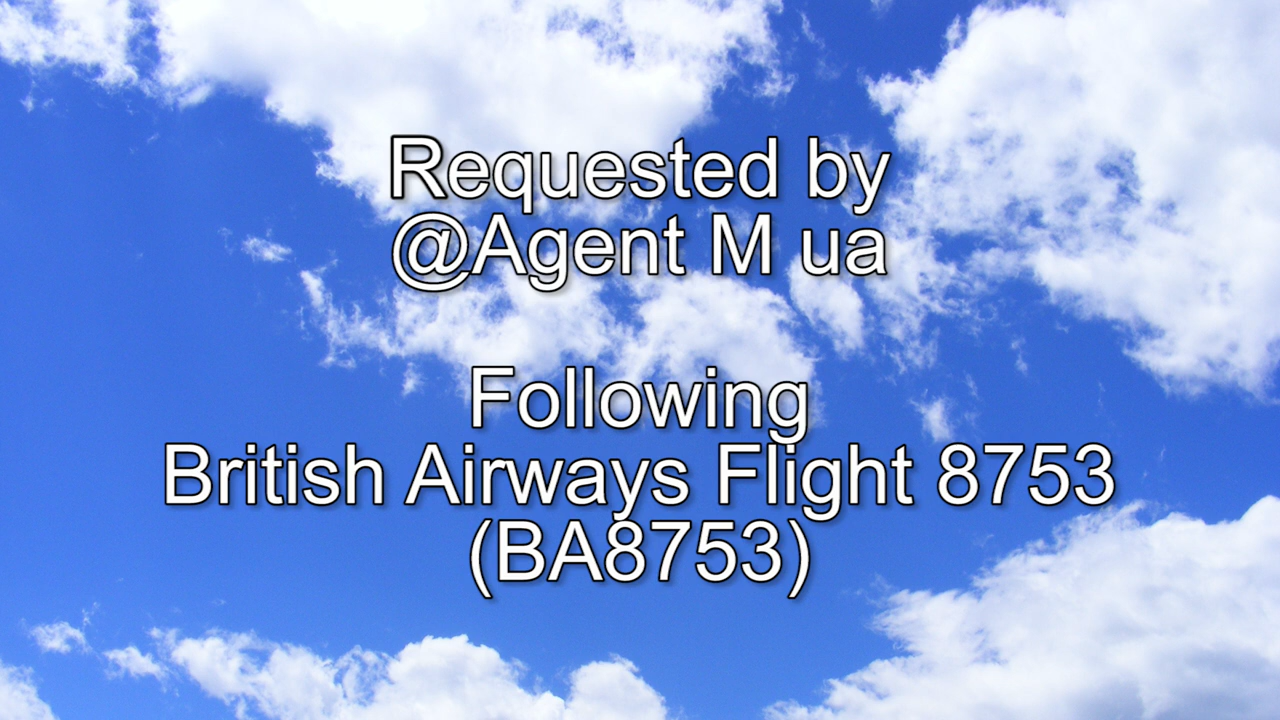 Requested by
@Agent M ua
Following
British Airways Flight 8753
(BA8753)